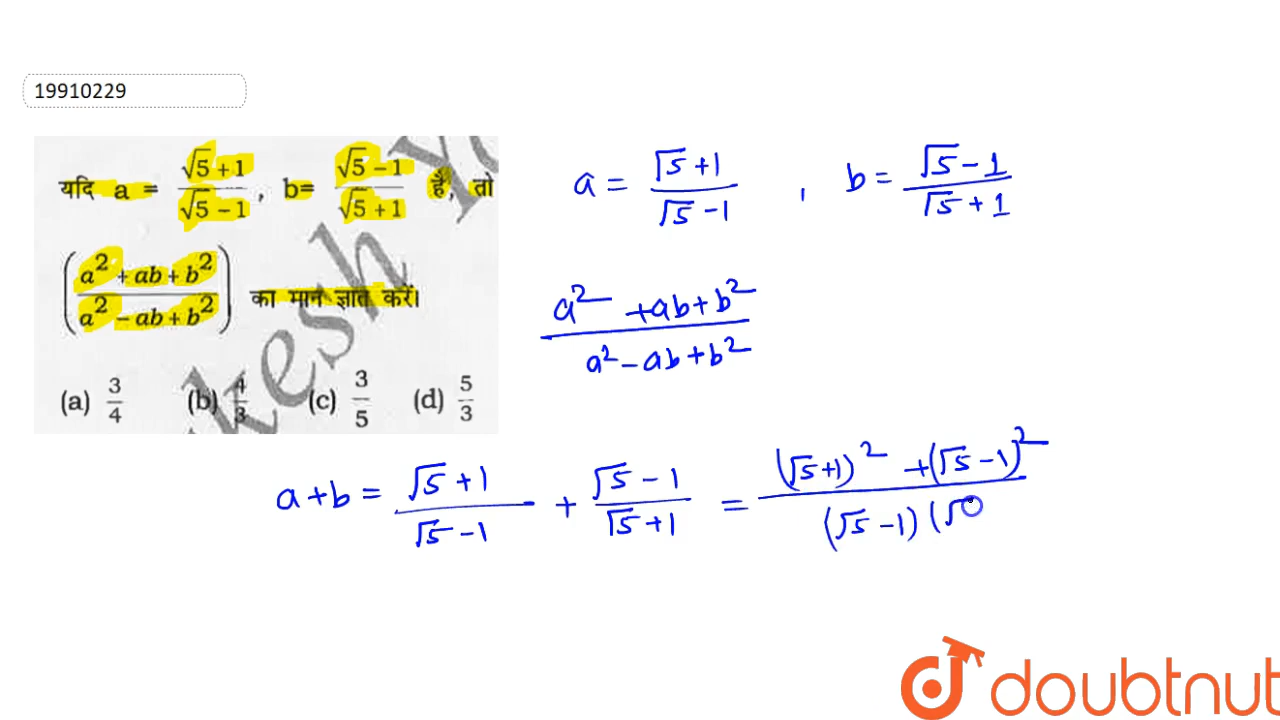 19910229
यदि a = (√5 + 1)/(√5 − 1), b= (√5 − 1)/(√5 + 1) है, तो
((a² + ab + b²)/(a² − ab + b²)) का मान ज्ञात करें।
(a) 3/4 (b) 4/3 (c) 3/5 (d) 5/3
a = (√5 + 1)/(√5 − 1) , b = (√5 − 1)/(√5 + 1)
(a² + ab + b²)/(a² − ab + b²)
a + b = (√5 + 1)/(√5 − 1) + (√5 − 1)/(√5 + 1) = ((√5 + 1)² + (√5 − 1)²)/((√5 − 1)(√
doubtnut